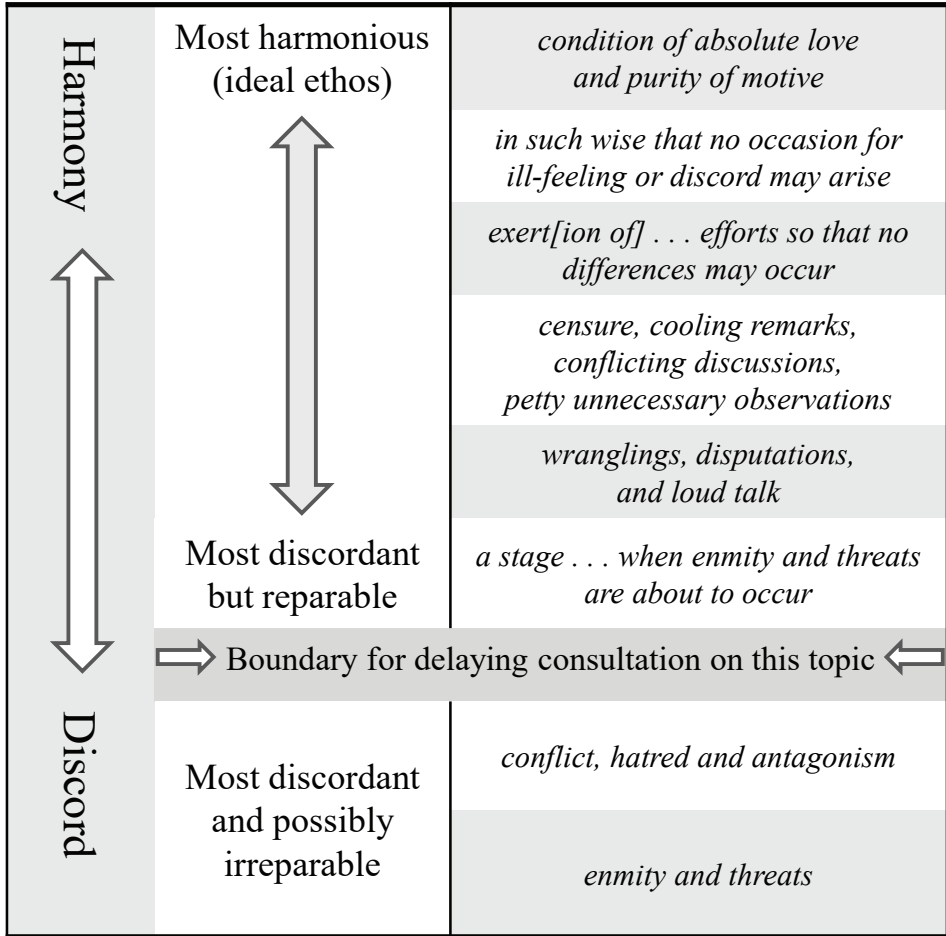 Harmony
Most harmonious
(ideal ethos)
condition of absolute love
and purity of motive
in such wise that no occasion for
ill-feeling or discord may arise
exert[ion of] . . . efforts so that no
differences may occur
censure, cooling remarks,
conflicting discussions,
petty unnecessary observations
wranglings, disputations,
and loud talk
Most discordant
but reparable
a stage . . . when enmity and threats
are about to occur
Boundary for delaying consultation on this topic
Discord
Most discordant
and possibly
irreparable
conflict, hatred and antagonism
enmity and threats